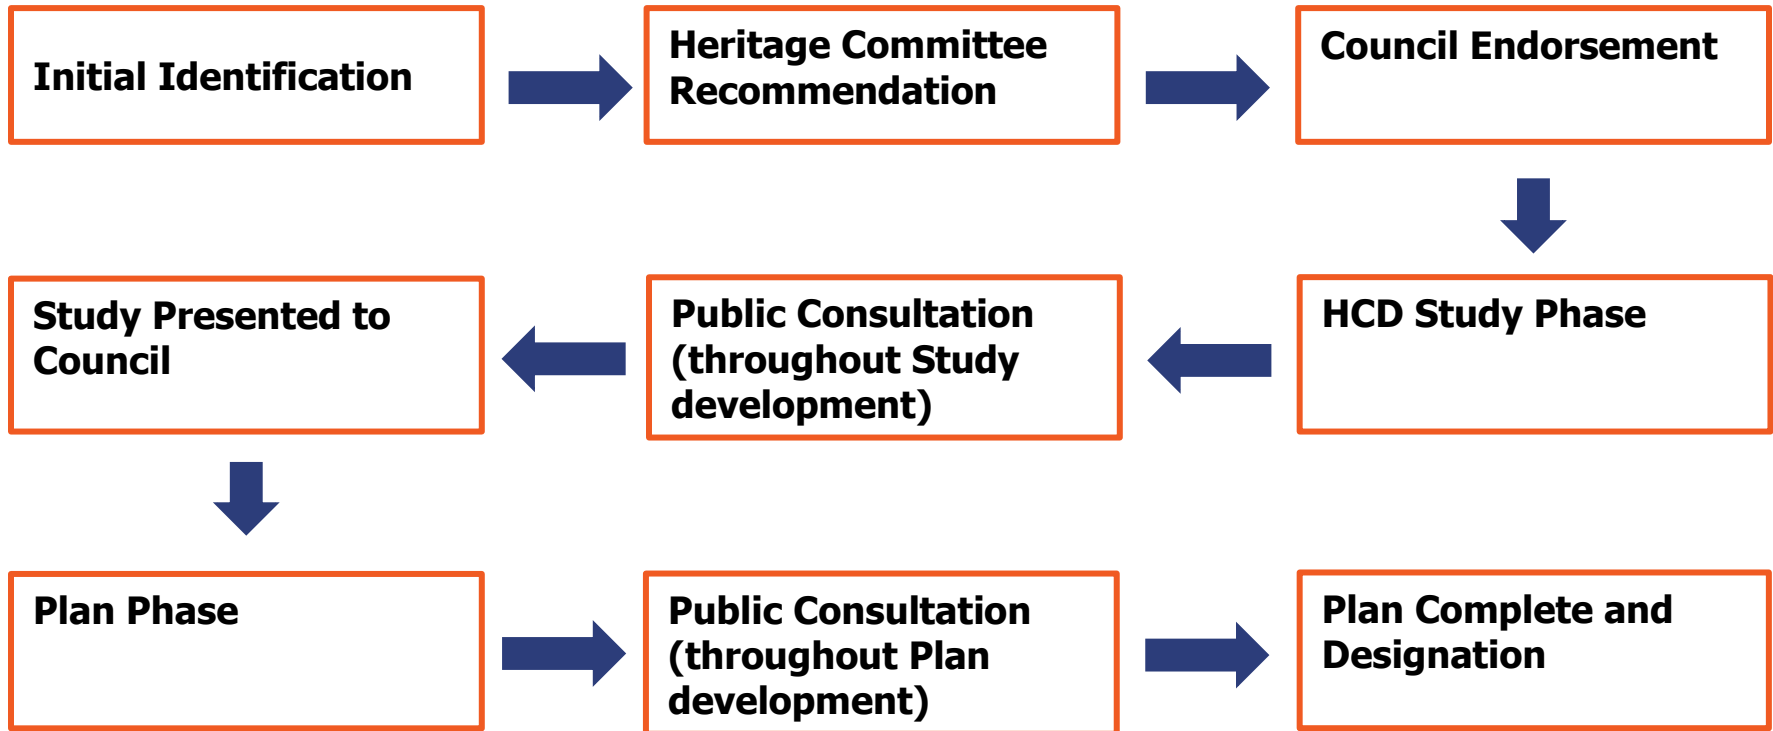 Initial Identification
Heritage Committee
Recommendation
Council Endorsement
HCD Study Phase
Public Consultation
(throughout Study
development)
Study Presented to
Council
Plan Phase
Public Consultation
(throughout Plan
development)
Plan Complete and
Designation